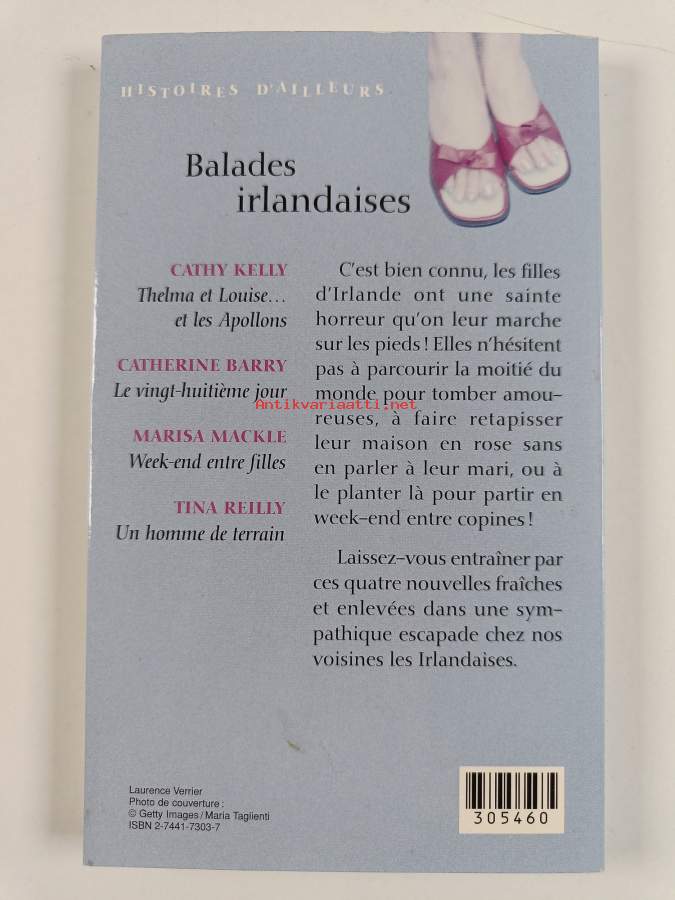 HISTOIRES D'AILLEURS
Balades
irlandaises
CATHY KELLY
Thelma et Louise...
et les Apollons
CATHERINE BARRY
Le vingt-huitième jour
MARISA MACKLE
Week-end entre filles
TINA REILLY
Un homme de terrain
C'est bien connu, les filles
d'Irlande ont une sainte
horreur qu'on leur marche
sur les pieds ! Elles n'hésitent
pas à parcourir la moitié du
monde pour tomber amou-
reuses, à faire retapisser
leur maison en rose sans
en parler à leur mari, ou à
le planter là pour partir en
week-end entre copines !
Laissez-vous entraîner par
ces quatre nouvelles fraîches
et enlevées dans une sym-
pathique escapade chez nos
voisines les Irlandaises.
Antikvariaatti.net
Laurence Verrier
Photo de couverture :
© Getty Images / Maria Taglienti
ISBN 2-7441-7303-7
305460